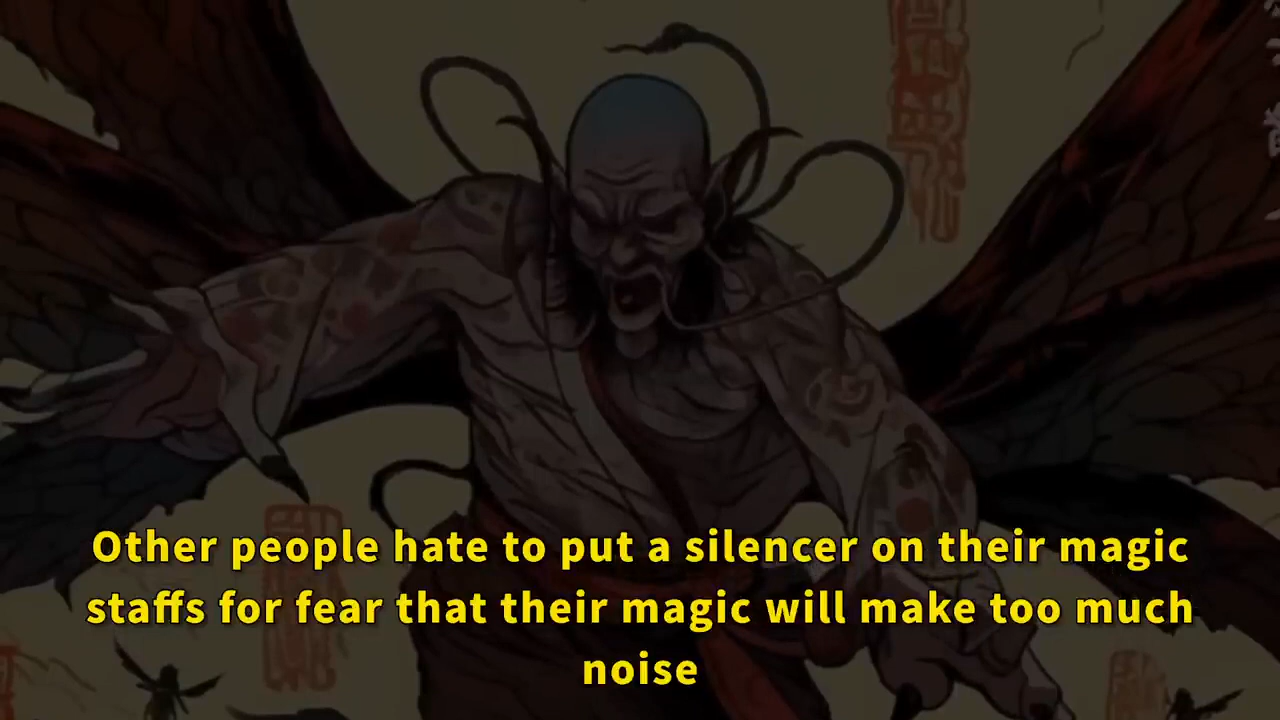 Other people hate to put a silencer on their magic
staffs for fear that their magic will make too much
noise